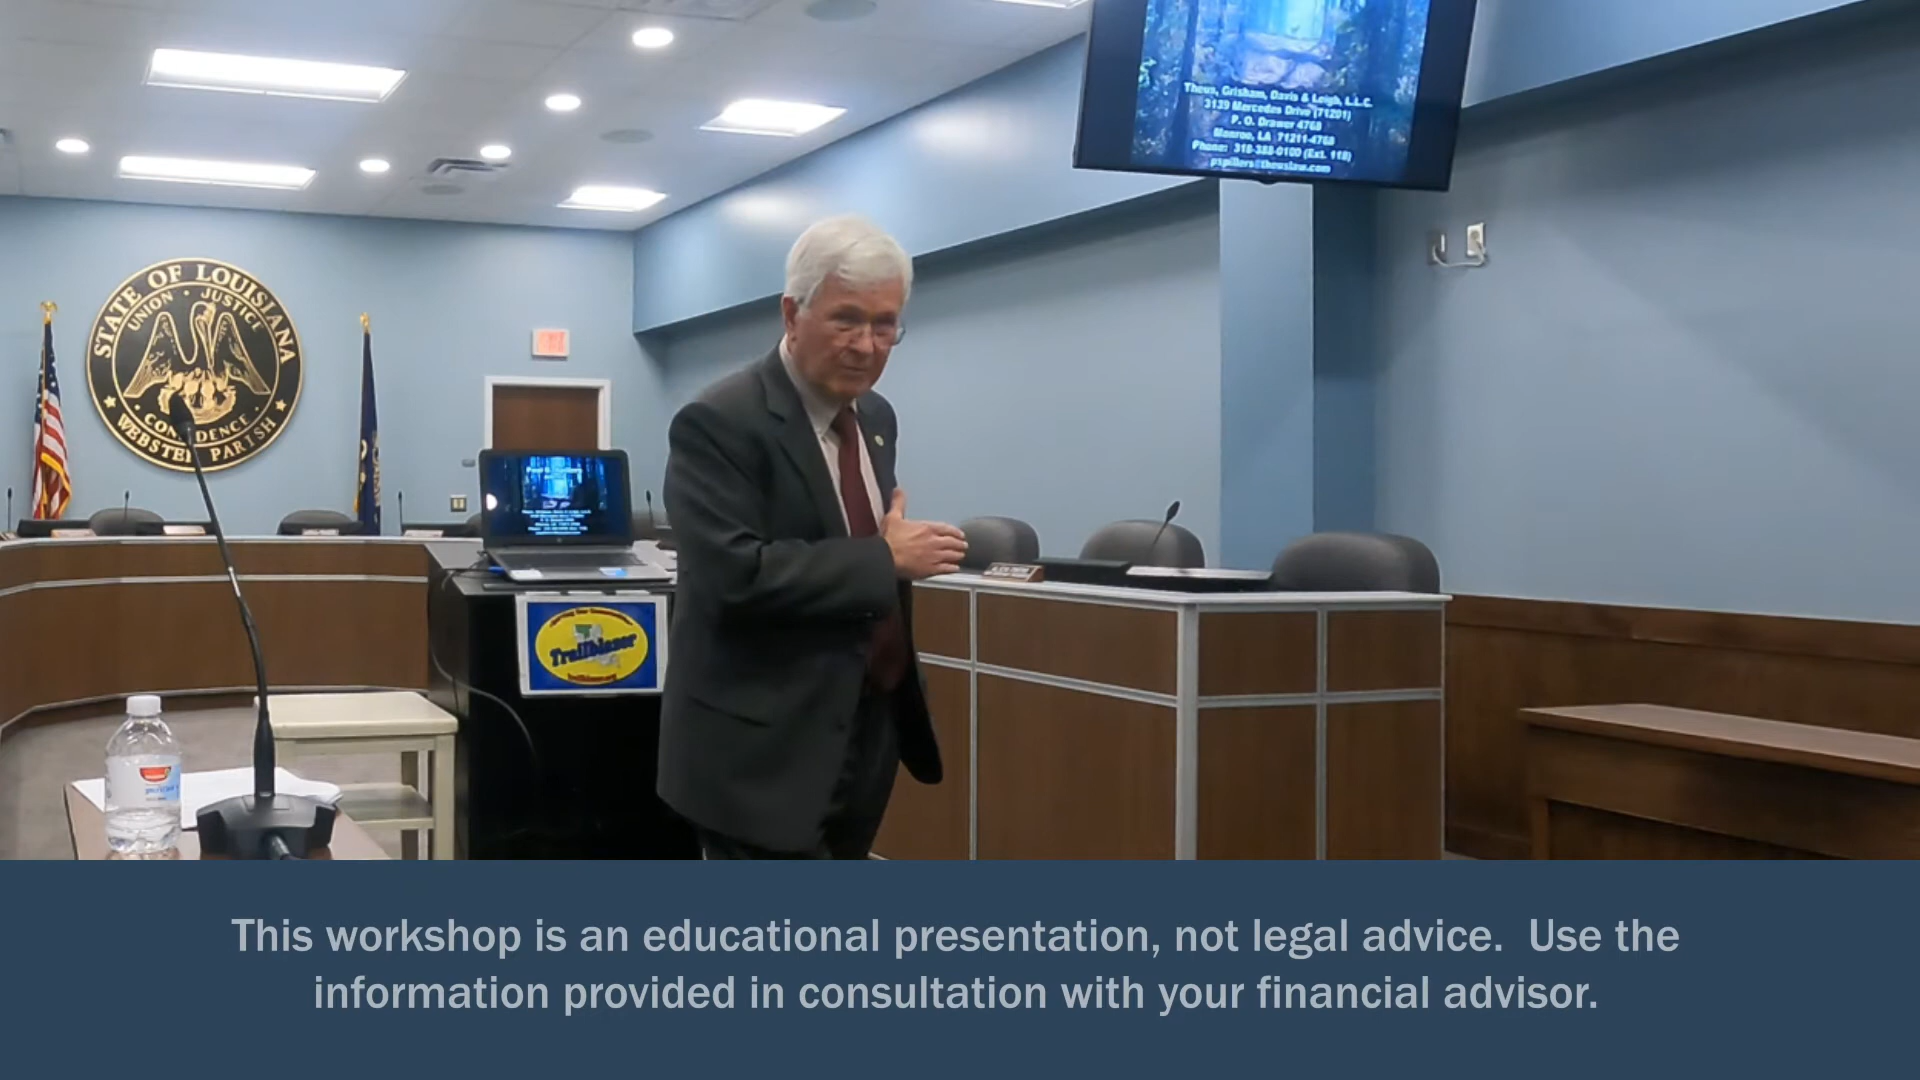 Thews, Grisham, Davis & Leigh, L.L.C.
3139 Mercedes Drive (71201)
P. O. Drawer 4768
Monroe, LA 71211-4768
Phone: 318-388-0100 (Ext. 118)
STATE OF LOUISIANA
UNION · JUSTICE
CONFIDENCE
WEBSTER PARISH
Trailblazer
This workshop is an educational presentation, not legal advice. Use the
information provided in consultation with your financial advisor.